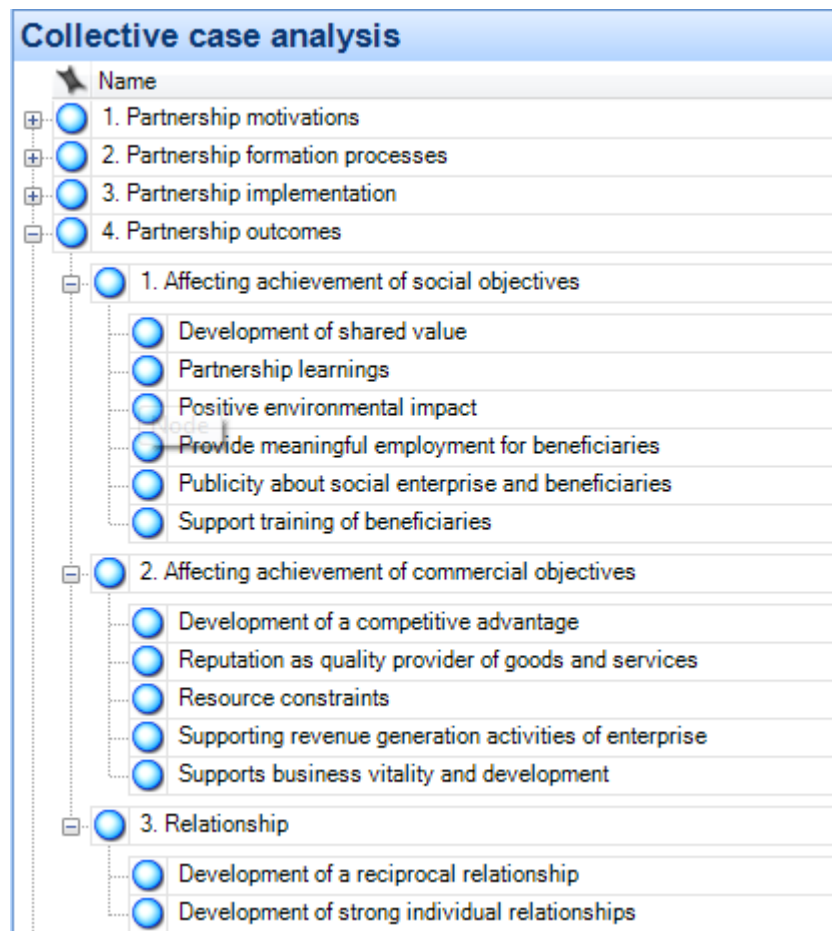 Collective case analysis
Name
1. Partnership motivations
2. Partnership formation processes
3. Partnership implementation
4. Partnership outcomes
1. Affecting achievement of social objectives
Development of shared value
Partnership learnings
Positive environmental impact
Node
Provide meaningful employment for beneficiaries
Publicity about social enterprise and beneficiaries
Support training of beneficiaries
2. Affecting achievement of commercial objectives
Development of a competitive advantage
Reputation as quality provider of goods and services
Resource constraints
Supporting revenue generation activities of enterprise
Supports business vitality and development
3. Relationship
Development of a reciprocal relationship
Development of strong individual relationships